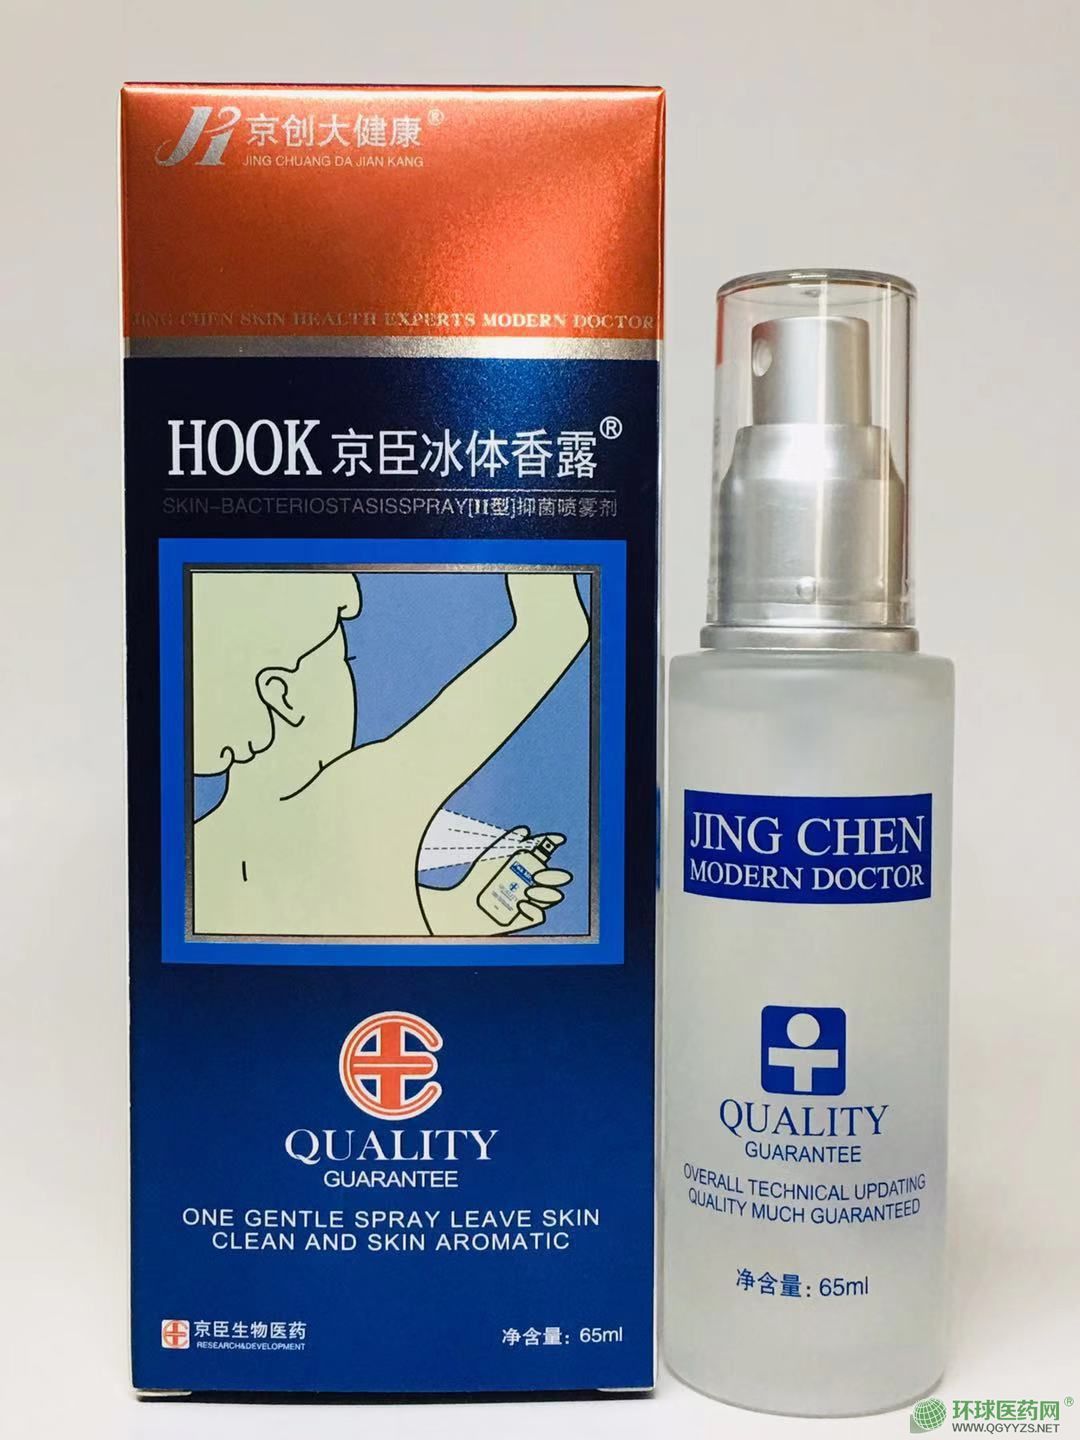 京创大健康®
JING CHUANG DA JIAN KANG
JING CHEN SKIN HEALTH EXPERTS MODERN DOCTOR
HOOK 京臣冰体香露®
SKIN-BACTERIOSTASISSPRAY[II型]抑菌喷雾剂
QUALITY
GUARANTEE
ONE GENTLE SPRAY LEAVE SKIN
CLEAN AND SKIN AROMATIC
京臣生物医药
RESEARCH&DEVELOPMENT
净含量：65ml
JING CHEN
MODERN DOCTOR
QUALITY
GUARANTEE
OVERALL TECHNICAL UPDATING
QUALITY MUCH GUARANTEED
净含量：65ml
环球医药网®
WWW.QGYYZS.NET